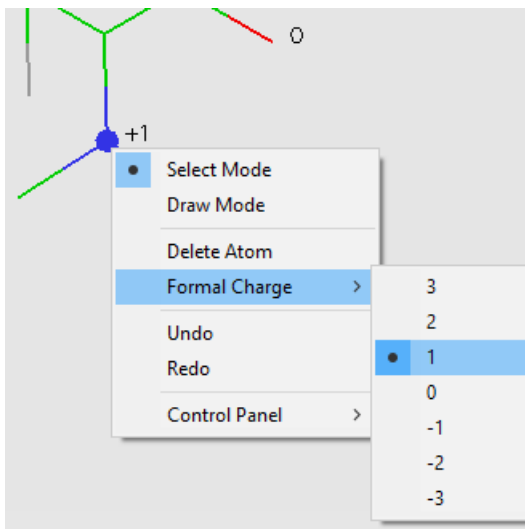 O
+1
Select Mode
Draw Mode
Delete Atom
Formal Charge
3
2
1
0
-1
-2
-3
Undo
Redo
Control Panel